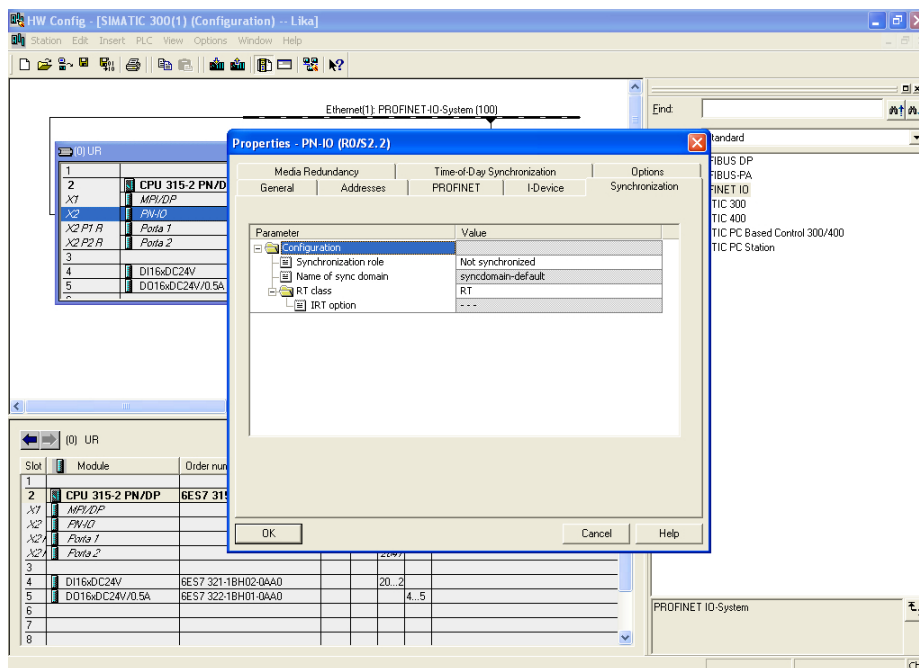 HW Config - [SIMATIC 300(1) (Configuration) -- Lika]
Station Edit Insert PLC View Options Window Help
Ethernet(1): PROFINET-IO-System (100)
(0) UR
1
2 CPU 315-2 PN/D
X1 MPI/DP
X2 PN-IO
X2 P1 R Porta 1
X2 P2 R Porta 2
3
4 DI16xDC24V
5 DO16xDC24V/0.5A
Find:
tandard
FIBUS DP
FIBUS-PA
FINET IO
TIC 300
TIC 400
TIC PC Based Control 300/400
TIC PC Station
Properties - PN-IO (R0/S2.2)
Media Redundancy Time-of-Day Synchronization Options
General Addresses PROFINET I-Device Synchronization
Parameter Value
Configuration
Synchronization role Not synchronized
Name of sync domain syncdomain-default
RT class RT
IRT option - - -
OK Cancel Help
(0) UR
Slot Module Order num
1
2 CPU 315-2 PN/DP 6ES7 315
X1 MPI/DP
X2 PN-IO
X2 Porta 1
X2 Porta 2 2041
3
4 DI16xDC24V 6ES7 321-1BH02-0AA0 20...2
5 DO16xDC24V/0.5A 6ES7 322-1BH01-0AA0 4...5
6
7
8
PROFINET IO-System
Ch